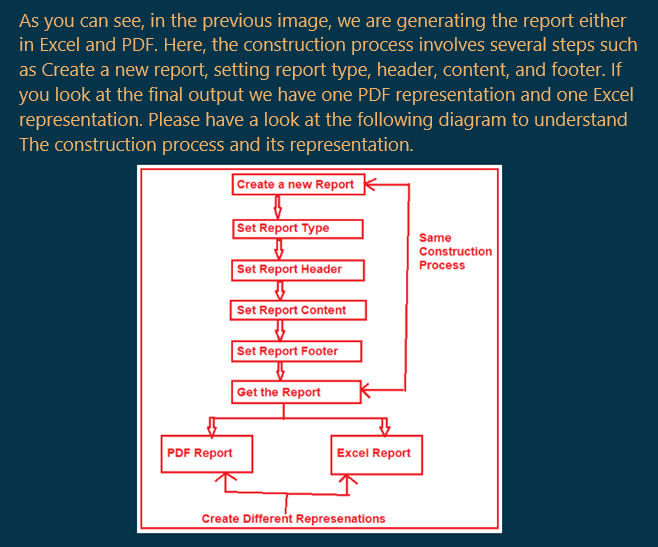 As you can see, in the previous image, we are generating the report either
in Excel and PDF. Here, the construction process involves several steps such
as Create a new report, setting report type, header, content, and footer. If
you look at the final output we have one PDF representation and one Excel
representation. Please have a look at the following diagram to understand
The construction process and its representation.
Create a new Report
Set Report Type
Same
Construction
Process
Set Report Header
Set Report Content
Set Report Footer
Get the Report
PDF Report
Excel Report
Create Different Represenations